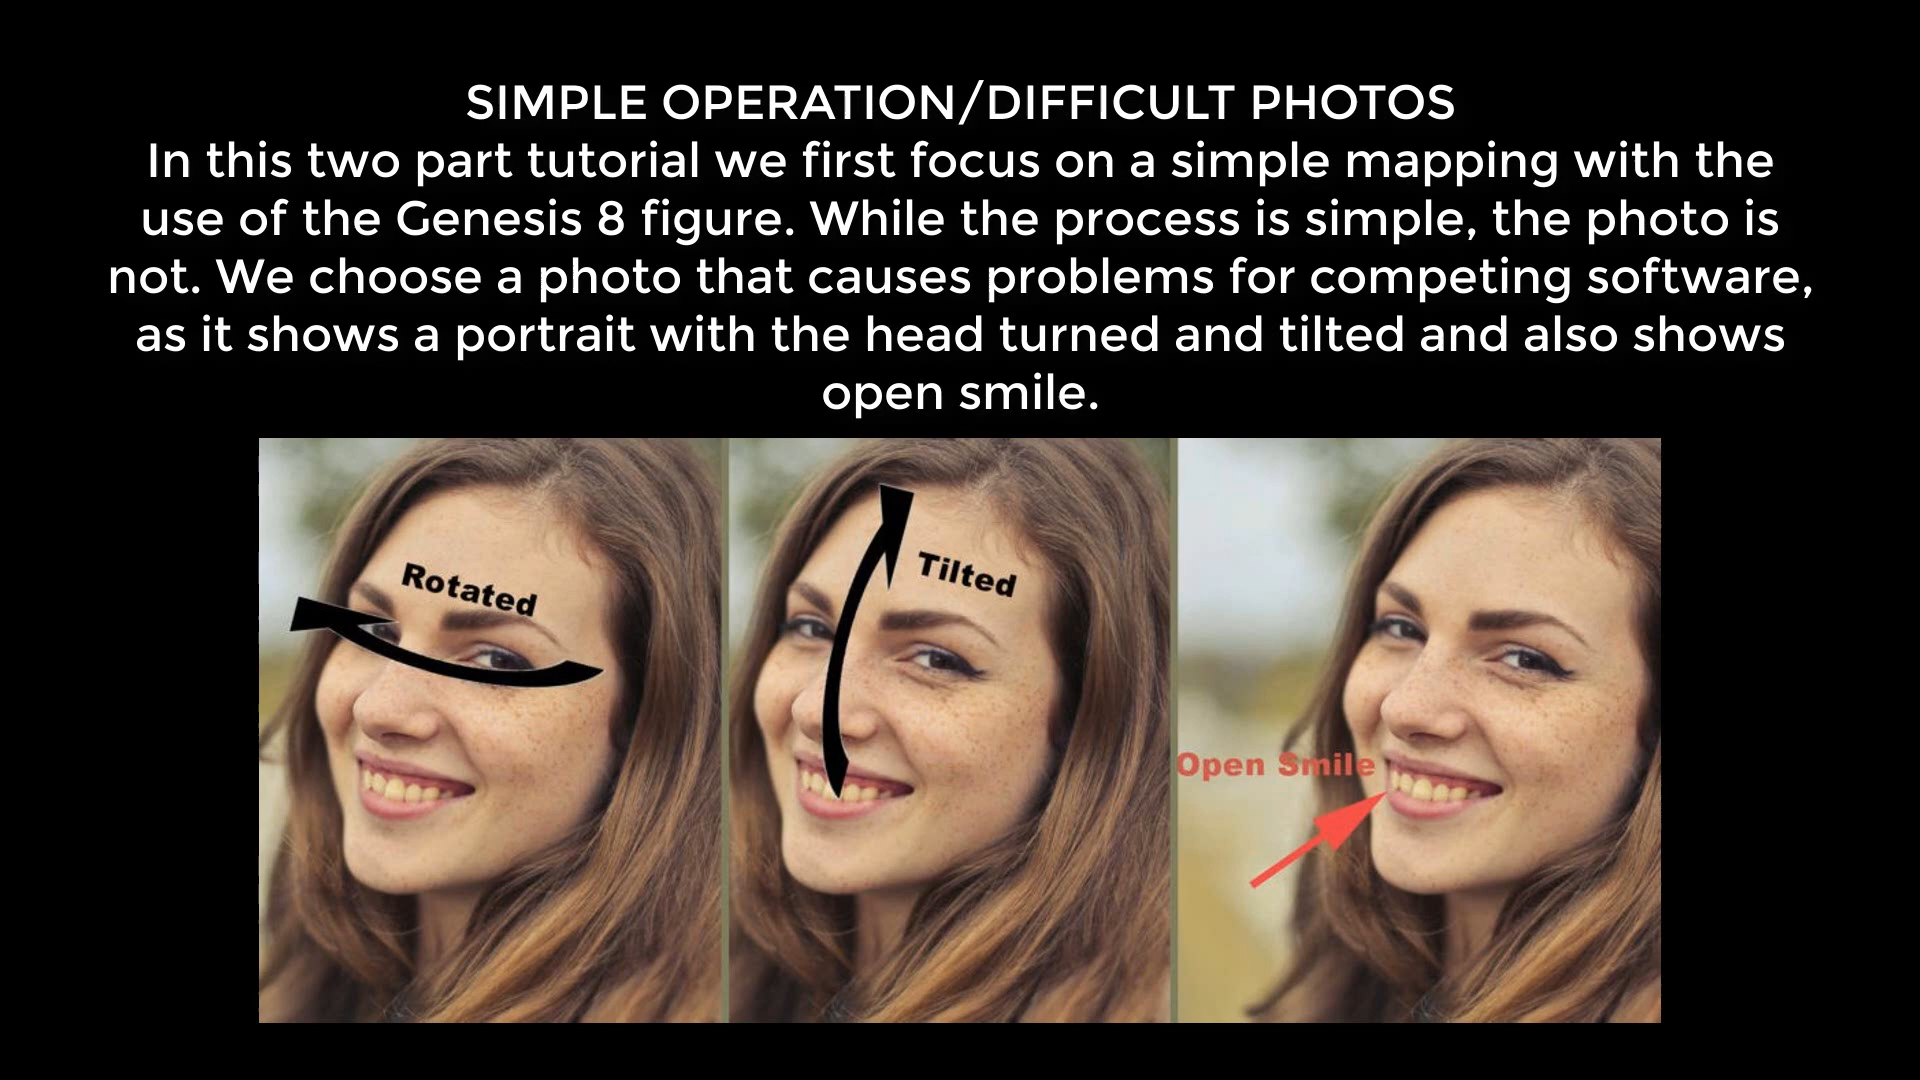 SIMPLE OPERATION/DIFFICULT PHOTOS
In this two part tutorial we first focus on a simple mapping with the
use of the Genesis 8 figure. While the process is simple, the photo is
not. We choose a photo that causes problems for competing software,
as it shows a portrait with the head turned and tilted and also shows
open smile.
Rotated
Tilted
Open Smile